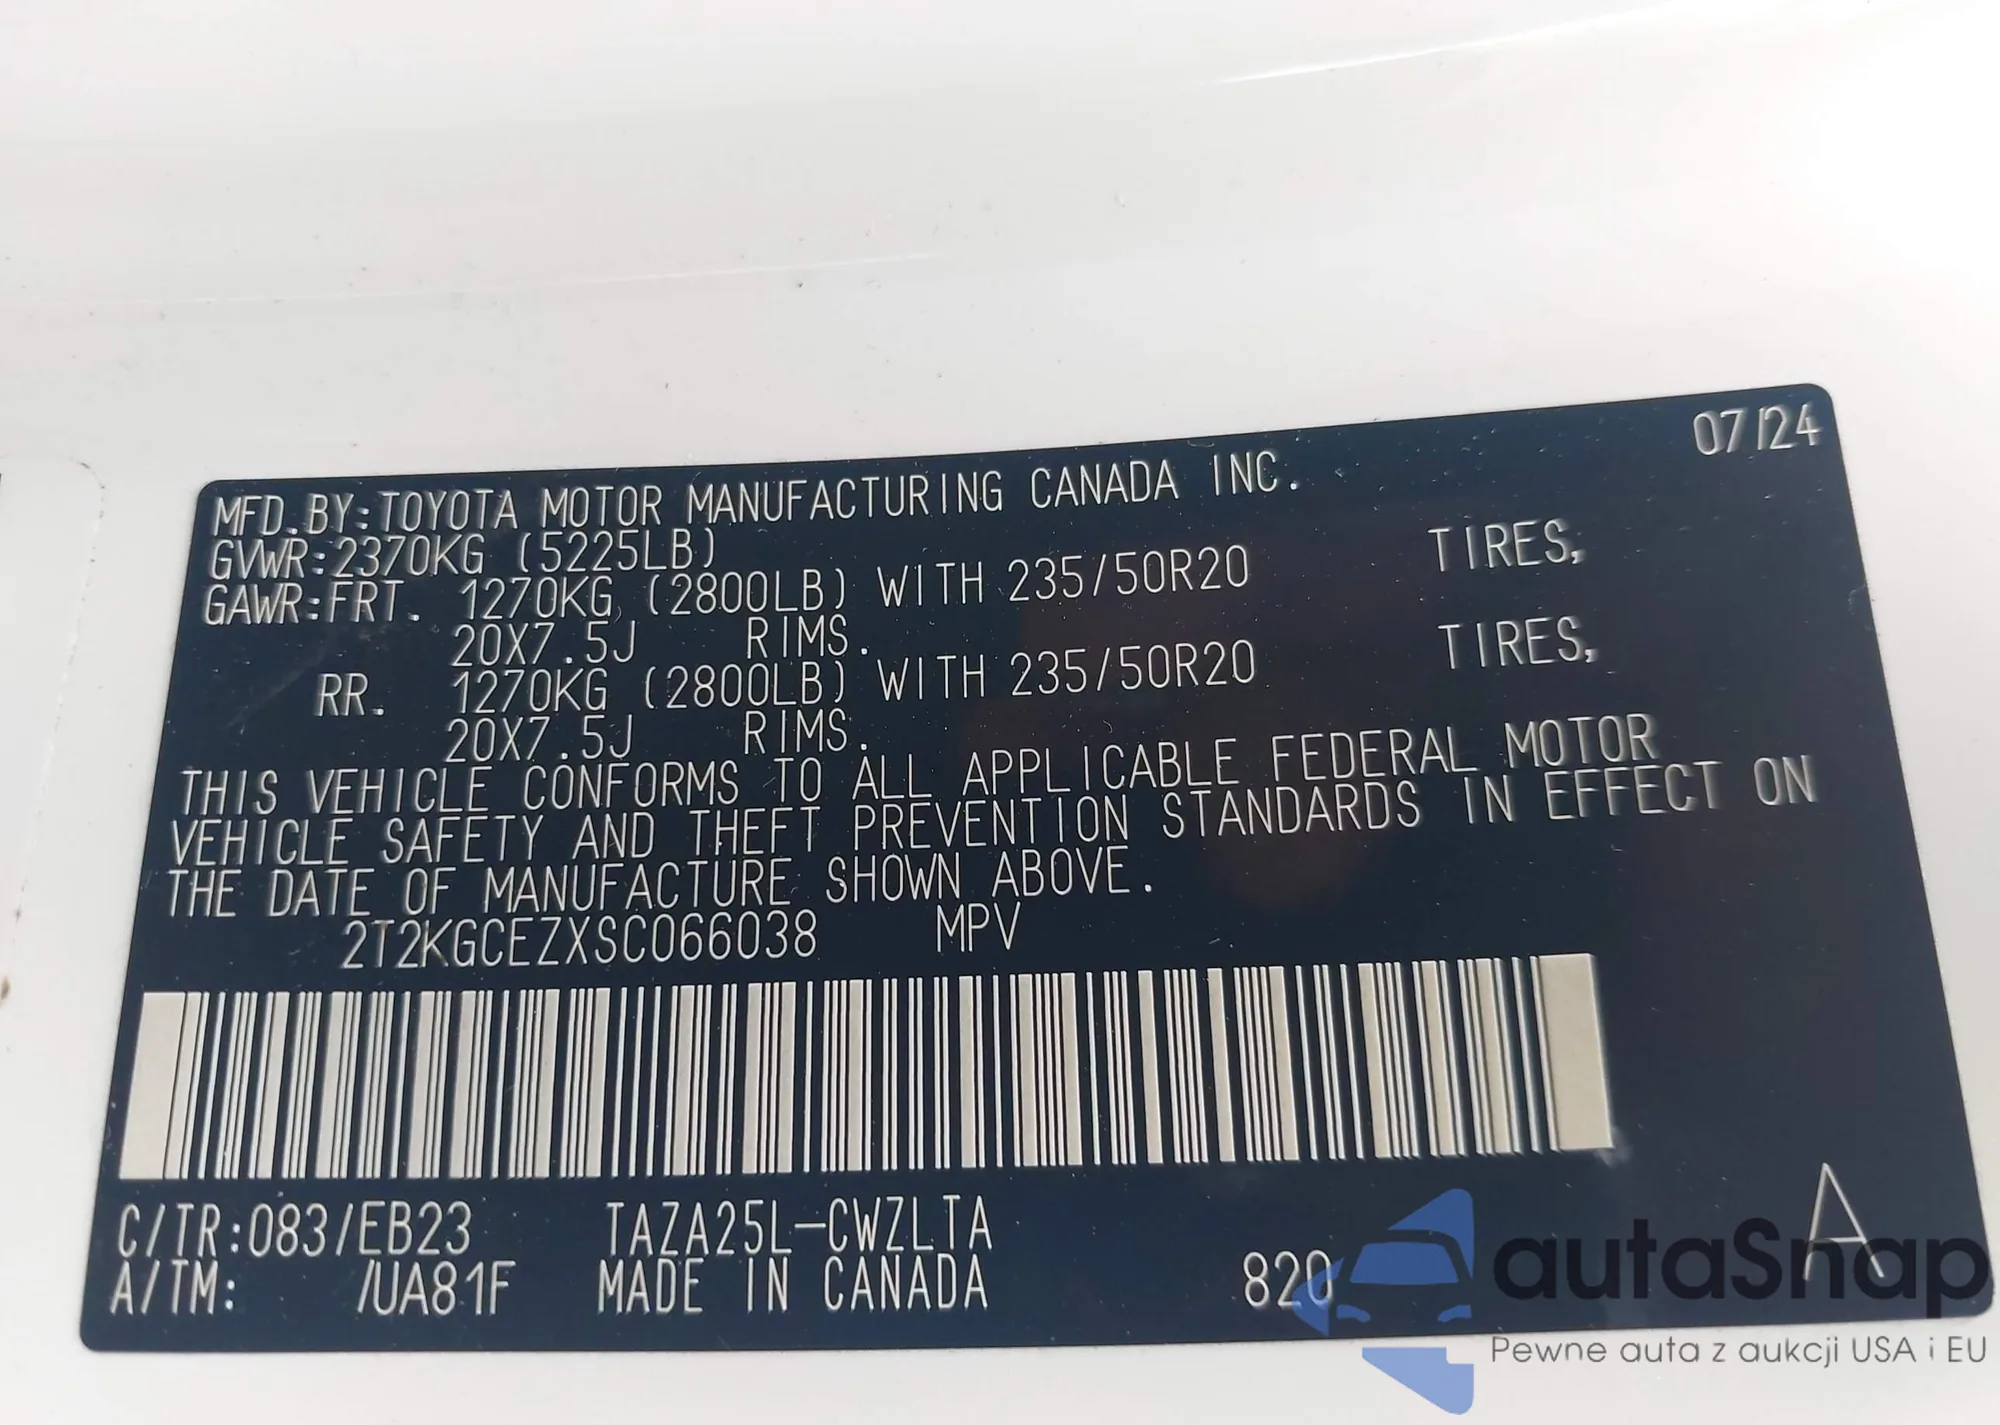 07/24
MFD.BY:TOYOTA MOTOR MANUFACTURING CANADA INC.
GVWR:2370KG (5225LB)
GAWR:FRT. 1270KG (2800LB) WITH 235/50R20 TIRES,
20X7.5J RIMS.
RR. 1270KG (2800LB) WITH 235/50R20 TIRES,
20X7.5J RIMS.
THIS VEHICLE CONFORMS TO ALL APPLICABLE FEDERAL MOTOR
VEHICLE SAFETY AND THEFT PREVENTION STANDARDS IN EFFECT ON
THE DATE OF MANUFACTURE SHOWN ABOVE.
2T2KGCEZXSC066038 MPV
C/TR:083/EB23 TAZA25L-CWZLTA
A/TM: /UA81F MADE IN CANADA 820 A
autaSnap
Pewne auta z aukcji USA i EU